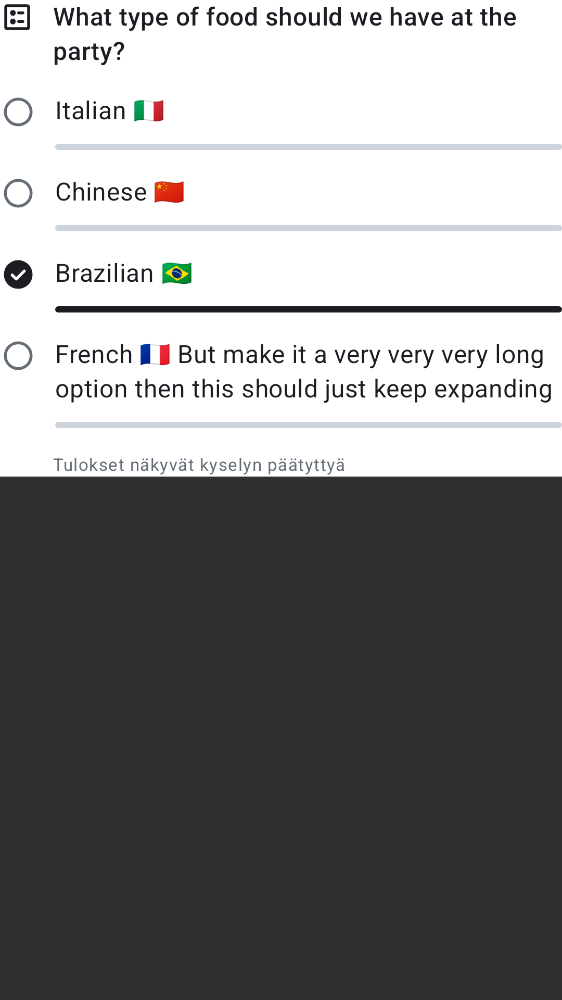 What type of food should we have at the
party?
Italian 🇮🇹
Chinese 🇨🇳
Brazilian 🇧🇷
French 🇫🇷 But make it a very very very long
option then this should just keep expanding
Tulokset näkyvät kyselyn päätyttyä